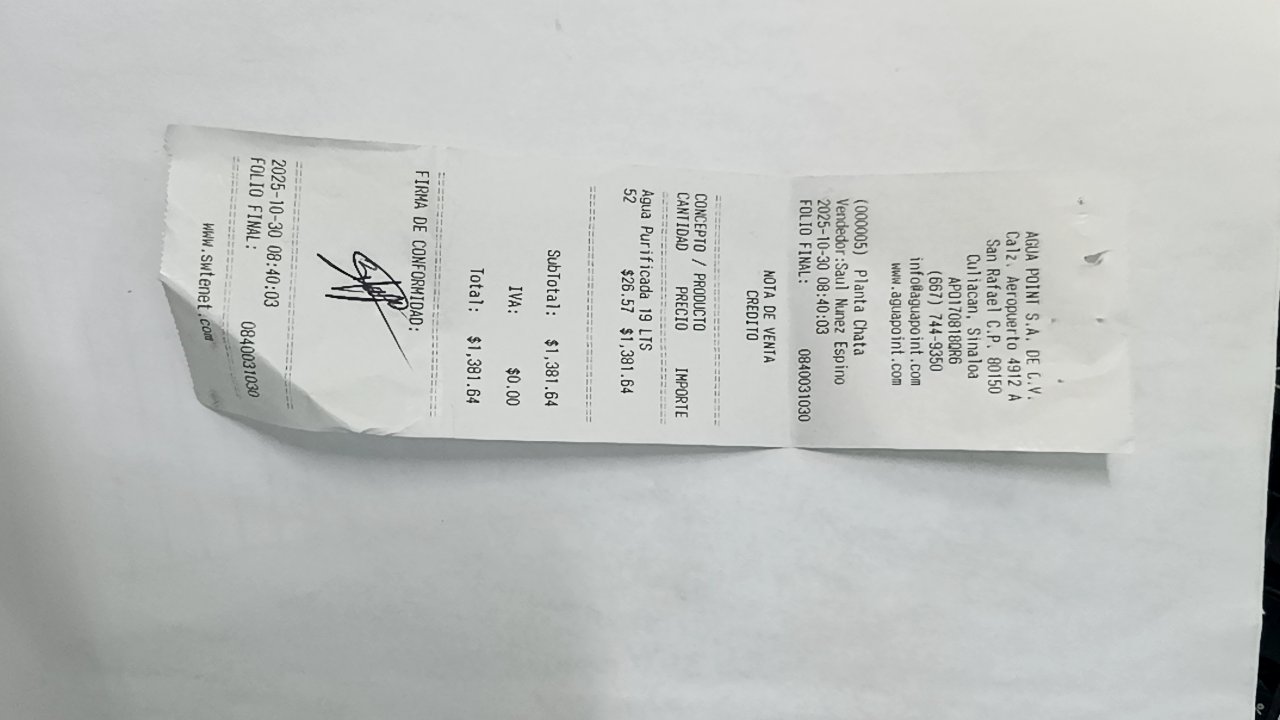 AGUA POINT S.A. DE C.V.
Calz. Aeropuerto 4912 A
San Rafael C.P. 80150
Culiacan, Sinaloa
APO170818QR6
(667) 744-9350
info@aguapoint.com
www.aguapoint.com
(000005) Planta Chata
Vendedor:Saul Nunez Espino
2025-10-30 08:40:03
FOLIO FINAL: 0840031030
NOTA DE VENTA
CREDITO
CONCEPTO / PRODUCTO
CANTIDAD PRECIO IMPORTE
Agua Purificada 19 LTS
52 $26.57 $1,381.64
SubTotal: $1,381.64
IVA: $0.00
Total: $1,381.64
FIRMA DE CONFORMIDAD:
2025-10-30 08:40:03
FOLIO FINAL: 0840031030
www.swtenet.com